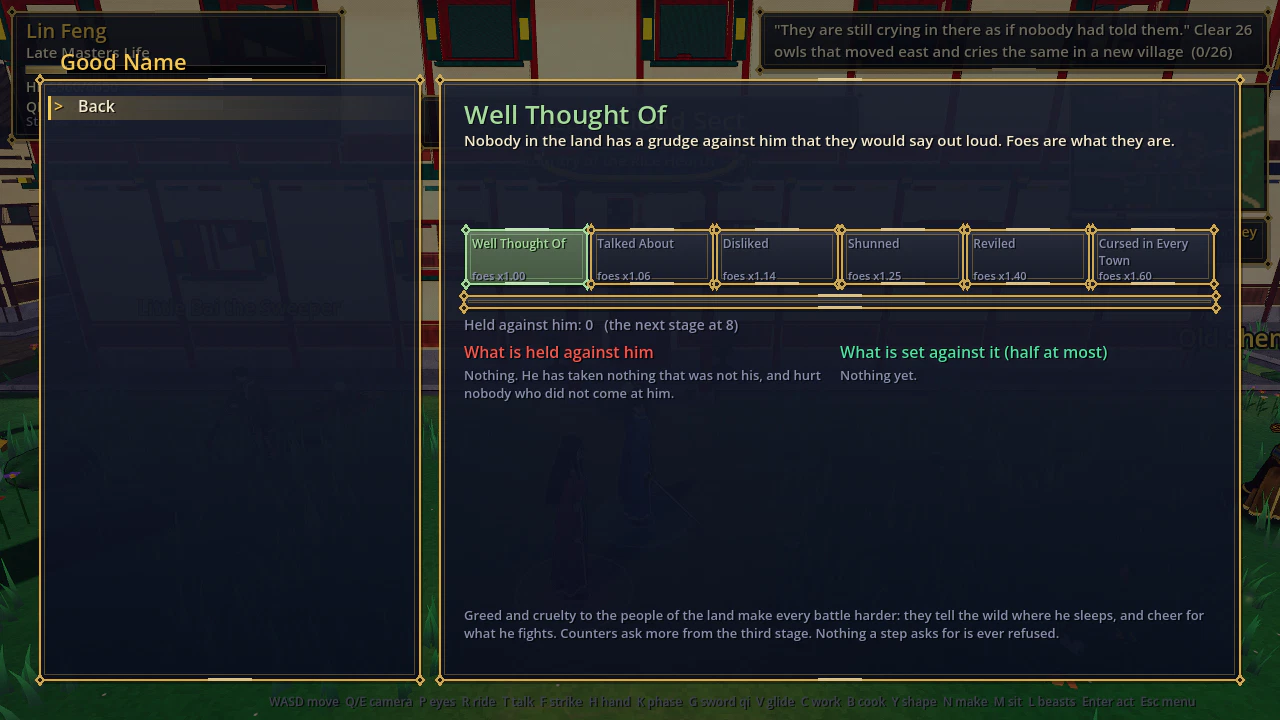 Lin Feng
Late Masters Life
"They are still crying in there as if nobody had told them." Clear 26
owls that moved east and cries the same in a new village (0/26)
Good Name
> Back
Well Thought Of
Nobody in the land has a grudge against him that they would say out loud. Foes are what they are.
Well Thought Of
foes x1.00
Talked About
foes x1.06
Disliked
foes x1.14
Shunned
foes x1.25
Reviled
foes x1.40
Cursed in Every
Town
foes x1.60
Held against him: 0 (the next stage at 8)
What is held against him
Nothing. He has taken nothing that was not his, and hurt
nobody who did not come at him.
What is set against it (half at most)
Nothing yet.
Greed and cruelty to the people of the land make every battle harder: they tell the wild where he sleeps, and cheer for
what he fights. Counters ask more from the third stage. Nothing a step asks for is ever refused.
WASD move Q/E camera P eyes R ride T talk F strike H hand K phase G sword qi V glide C work B cook Y shape N make M sit L beasts Enter act Esc menu